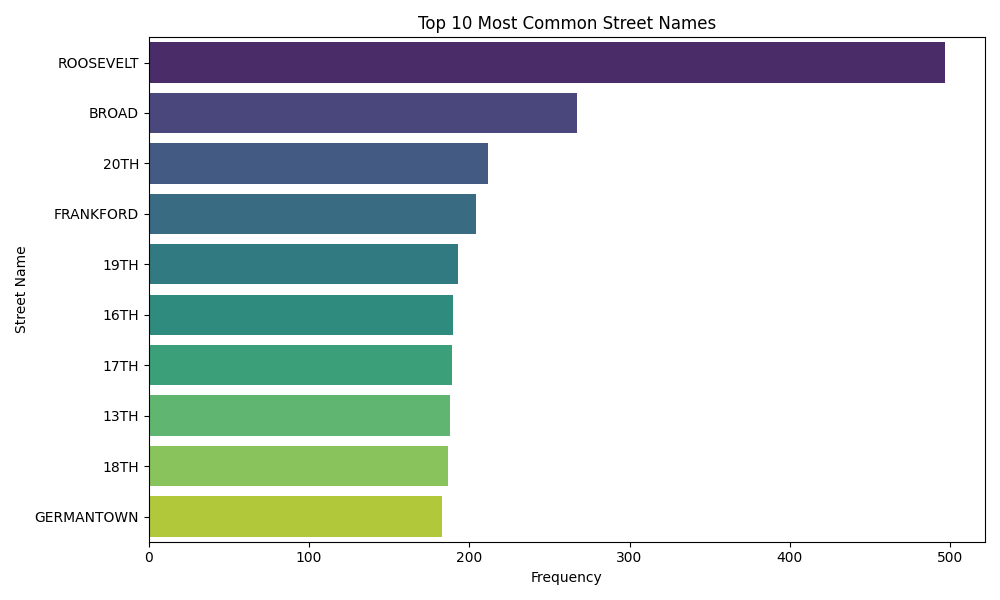 Top 10 Most Common Street Names
ROOSEVELT
BROAD
20TH
FRANKFORD
19TH
16TH
17TH
13TH
18TH
GERMANTOWN
Street Name
0 100 200 300 400 500
Frequency